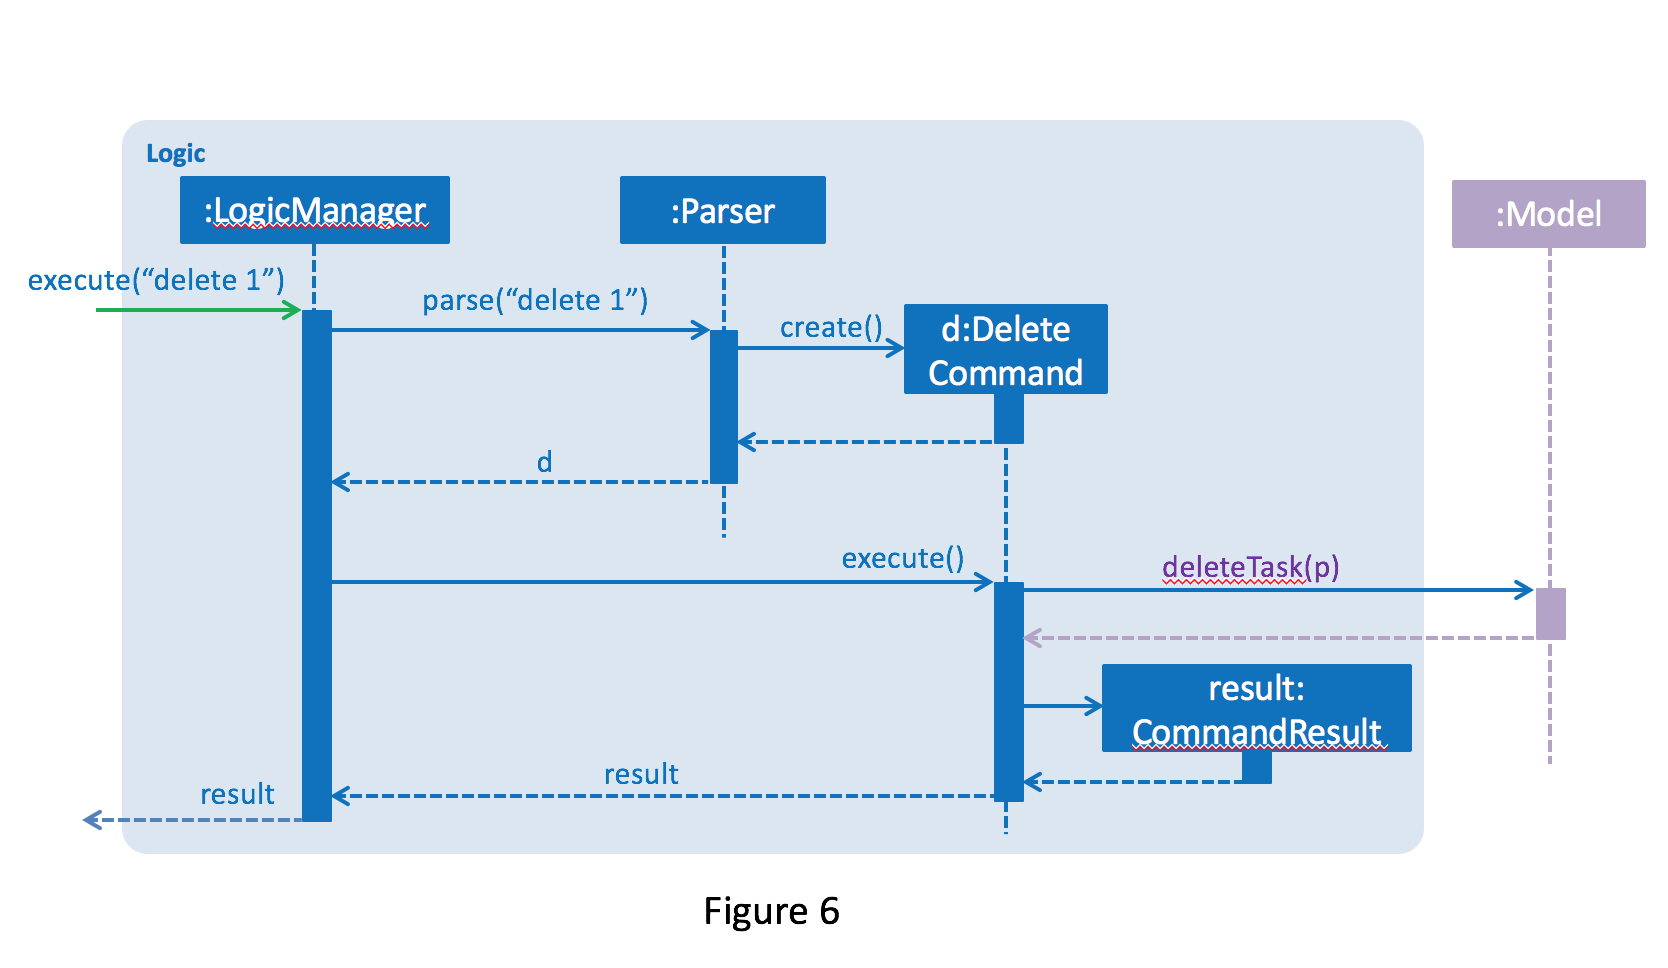 Logic
:LogicManager
:Parser
:Model
execute(“delete 1”)
parse(“delete 1”)
create()
d:Delete
Command
d
execute()
deleteTask(p)
result:
CommandResult
result
result
Figure 6